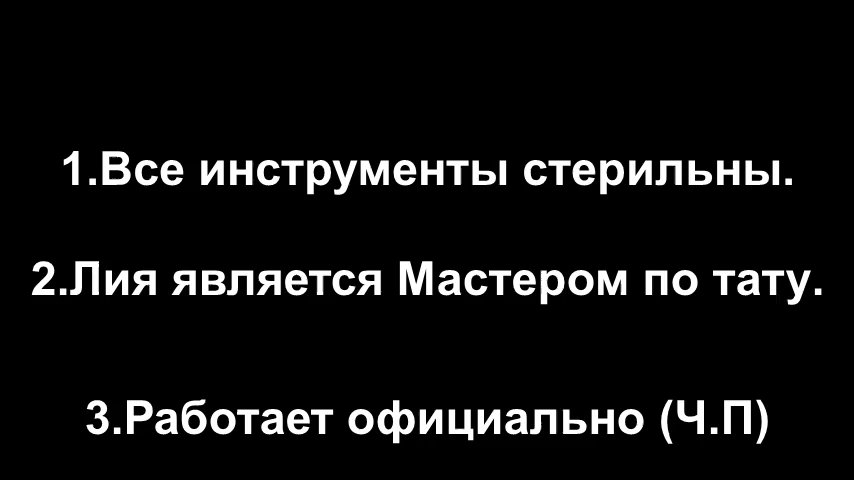 1.Все инструменты стерильны.
2.Лия является Мастером по тату.
3.Работает официально (Ч.П)